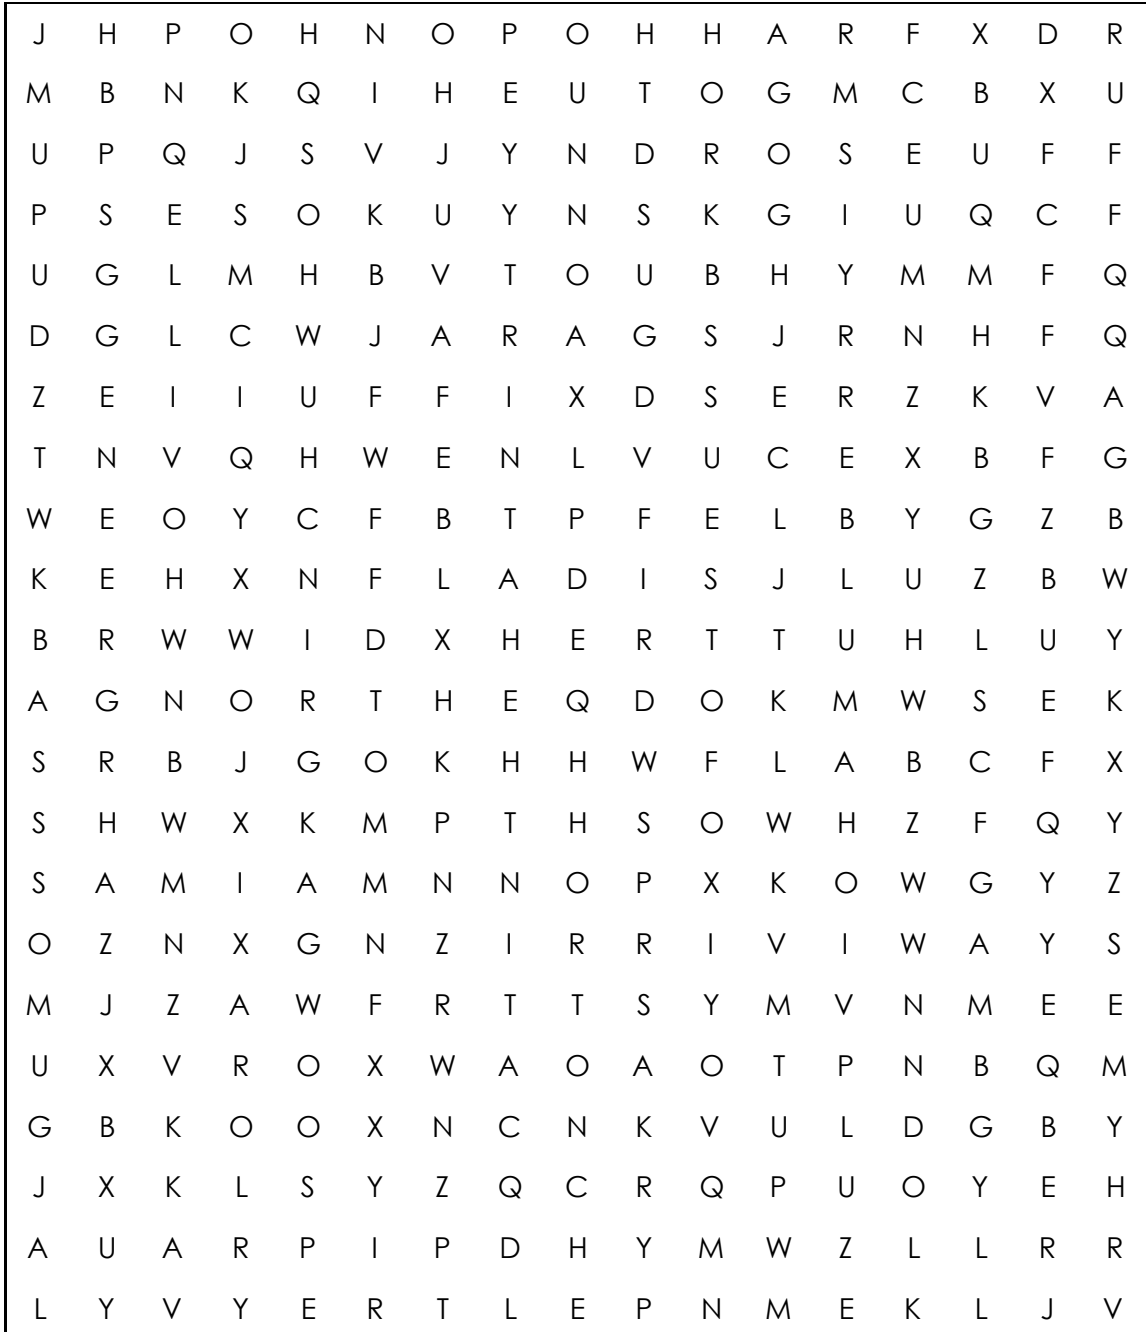 J H P O H N O P O H H A R F X D R
M B N K Q I H E U T O G M C B X U
U P Q J S V J Y N D R O S E U F F
P S E S O K U Y N S K G I U Q C F
U G L M H B V T O U B H Y M M F Q
D G L C W J A R A G S J R N H F Q
Z E I I U F F I X D S E R Z K V A
T N V Q H W E N L V U C E X B F G
W E O Y C F B T P F E L B Y G Z B
K E H X N F L A D I S J L U Z B W
B R W W I D X H E R T T U H L U Y
A G N O R T H E Q D O K M W S E K
S R B J G O K H H W F L A B C F X
S H W X K M P T H S O W H Z F Q Y
S A M I A M N N O P X K O W G Y Z
O Z N X G N Z I R R I V I W A Y S
M J Z A W F R T T S Y M V N M E E
U X V R O X W A O A O T P N B Q M
G B K O O X N C N K V U L D G B Y
J X K L S Y Z Q C R Q P U O Y E H
A U A R P I P D H Y M W Z L L R R
L Y V Y E R T L E P N M E K L J V